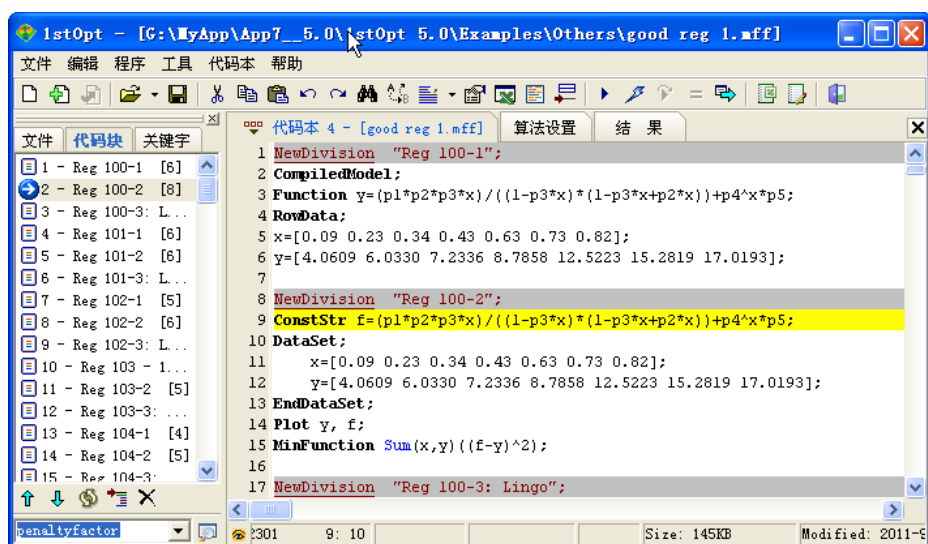 1stOpt - [G:\MyApp\App7__5.0\1stOpt 5.0\Examples\Others\good reg 1.mff]
文件 编辑 程序 工具 代码本 帮助
文件 代码块 关键字
1 - Reg 100-1 [6]
2 - Reg 100-2 [8]
3 - Reg 100-3: L...
4 - Reg 101-1 [6]
5 - Reg 101-2 [6]
6 - Reg 101-3: L...
7 - Reg 102-1 [5]
8 - Reg 102-2 [6]
9 - Reg 102-3: L...
10 - Reg 103 - 1...
11 - Reg 103-2 [5]
12 - Reg 103-3: ...
13 - Reg 104-1 [4]
14 - Reg 104-2 [5]
15 - Reg 104-3:
penaltyfactor
代码本 4 - [good reg 1.mff] 算法设置 结 果
1 NewDivision "Reg 100-1";
2 CompiledModel;
3 Function y=(p1*p2*p3*x)/((1-p3*x)*(1-p3*x+p2*x))+p4^x*p5;
4 RowData;
5 x=[0.09 0.23 0.34 0.43 0.63 0.73 0.82];
6 y=[4.0609 6.0330 7.2336 8.7858 12.5223 15.2819 17.0193];
7
8 NewDivision "Reg 100-2";
9 ConstStr f=(p1*p2*p3*x)/((1-p3*x)*(1-p3*x+p2*x))+p4^x*p5;
10 DataSet;
11 x=[0.09 0.23 0.34 0.43 0.63 0.73 0.82];
12 y=[4.0609 6.0330 7.2336 8.7858 12.5223 15.2819 17.0193];
13 EndDataSet;
14 Plot y, f;
15 MinFunction Sum(x,y)((f-y)^2);
16
17 NewDivision "Reg 100-3: Lingo";
2301 9: 10 Size: 145KB Modified: 2011-9